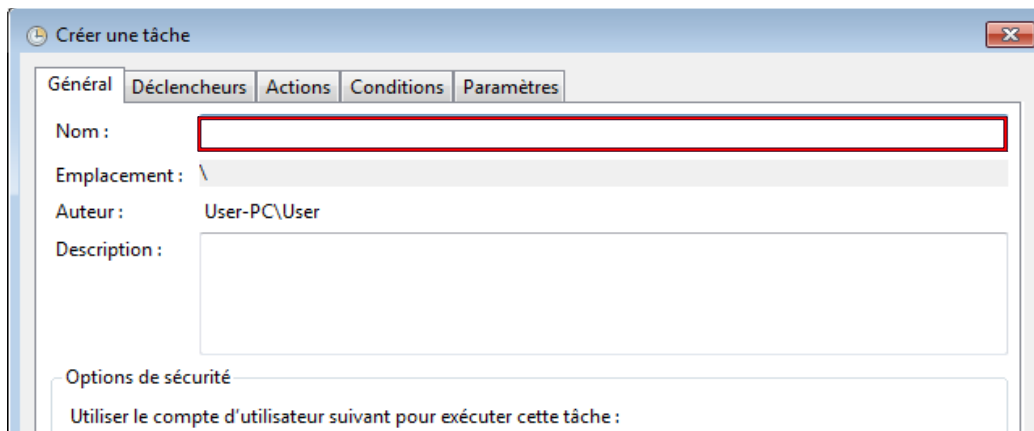 Créer une tâche
Général Déclencheurs Actions Conditions Paramètres
Nom :
Emplacement : \
Auteur : User-PC\User
Description :
Options de sécurité
Utiliser le compte d'utilisateur suivant pour exécuter cette tâche :